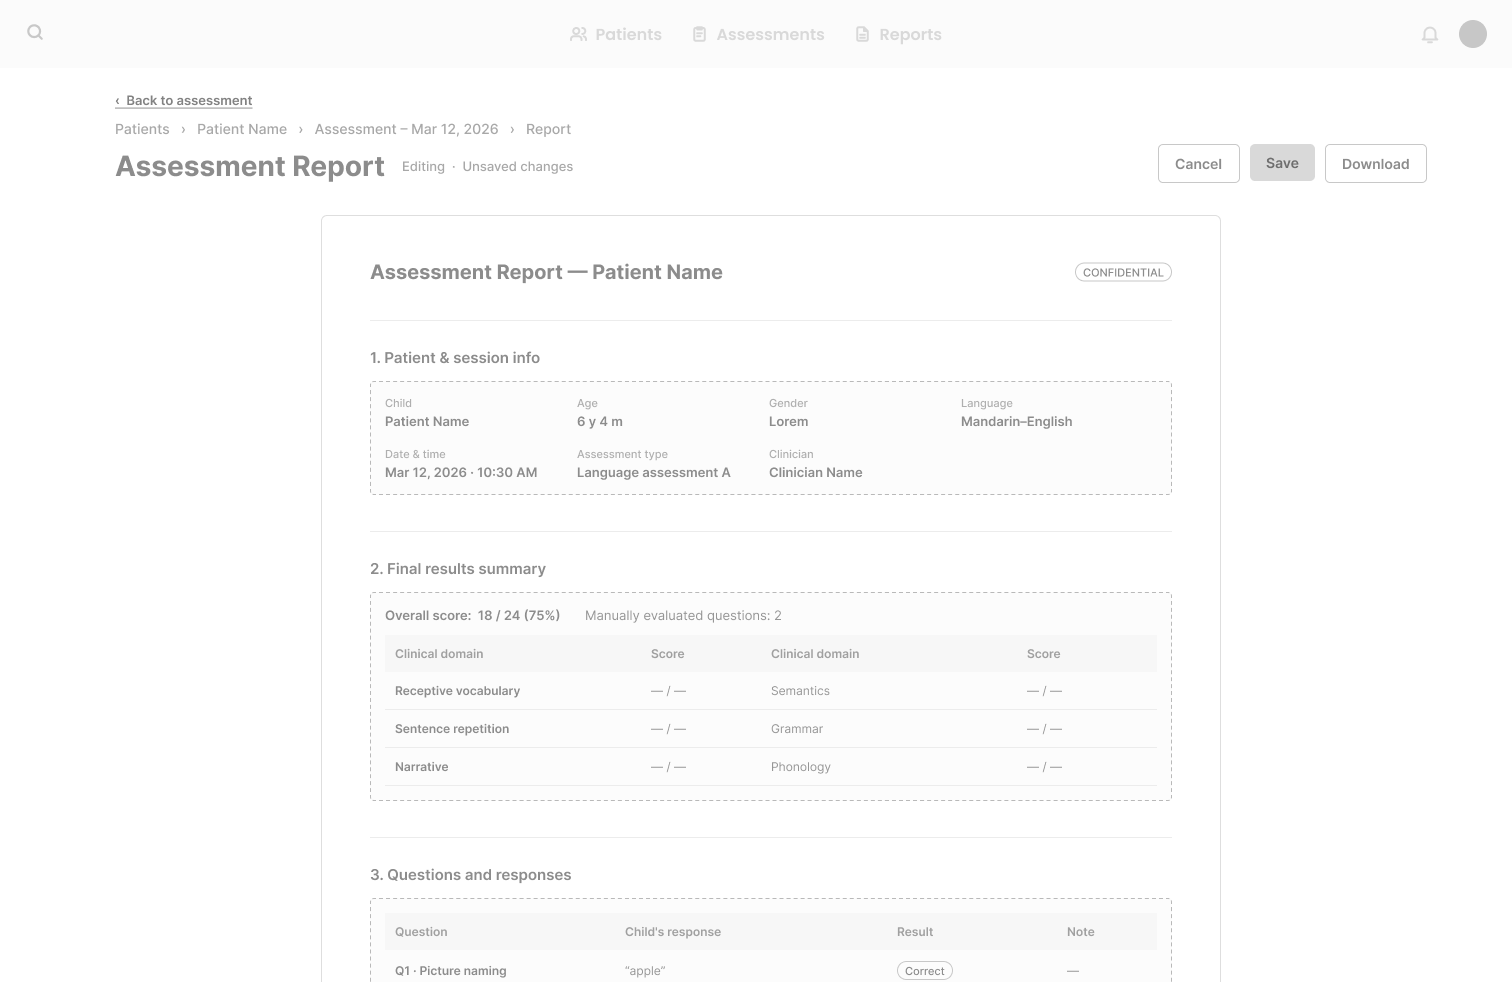 Patients Assessments Reports
‹ Back to assessment
Patients › Patient Name › Assessment – Mar 12, 2026 › Report
Assessment Report Editing · Unsaved changes Cancel Save Download
Assessment Report — Patient Name CONFIDENTIAL
1. Patient & session info
Child Age Gender Language
Patient Name 6 y 4 m Lorem Mandarin–English
Date & time Assessment type Clinician
Mar 12, 2026 · 10:30 AM Language assessment A Clinician Name
2. Final results summary
Overall score: 18 / 24 (75%) Manually evaluated questions: 2
Clinical domain Score Clinical domain Score
Receptive vocabulary — / — Semantics — / —
Sentence repetition — / — Grammar — / —
Narrative — / — Phonology — / —
3. Questions and responses
Question Child's response Result Note
Q1 · Picture naming “apple” Correct —